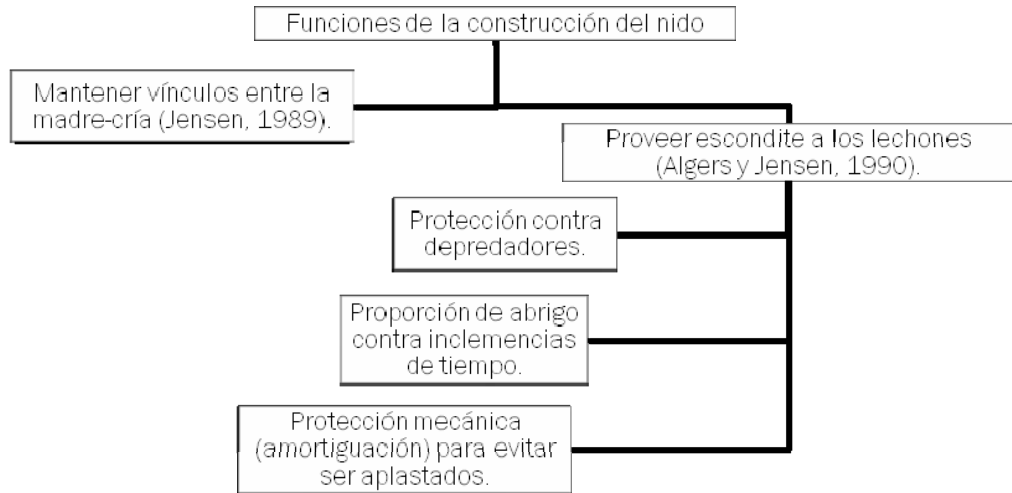 Funciones de la construcción del nido
Mantener vínculos entre la
madre-cría (Jensen, 1989).
Proveer escondite a los lechones
(Algers y Jensen, 1990).
Protección contra
depredadores.
Proporción de abrigo
contra inclemencias
de tiempo.
Protección mecánica
(amortiguación) para evitar
ser aplastados.